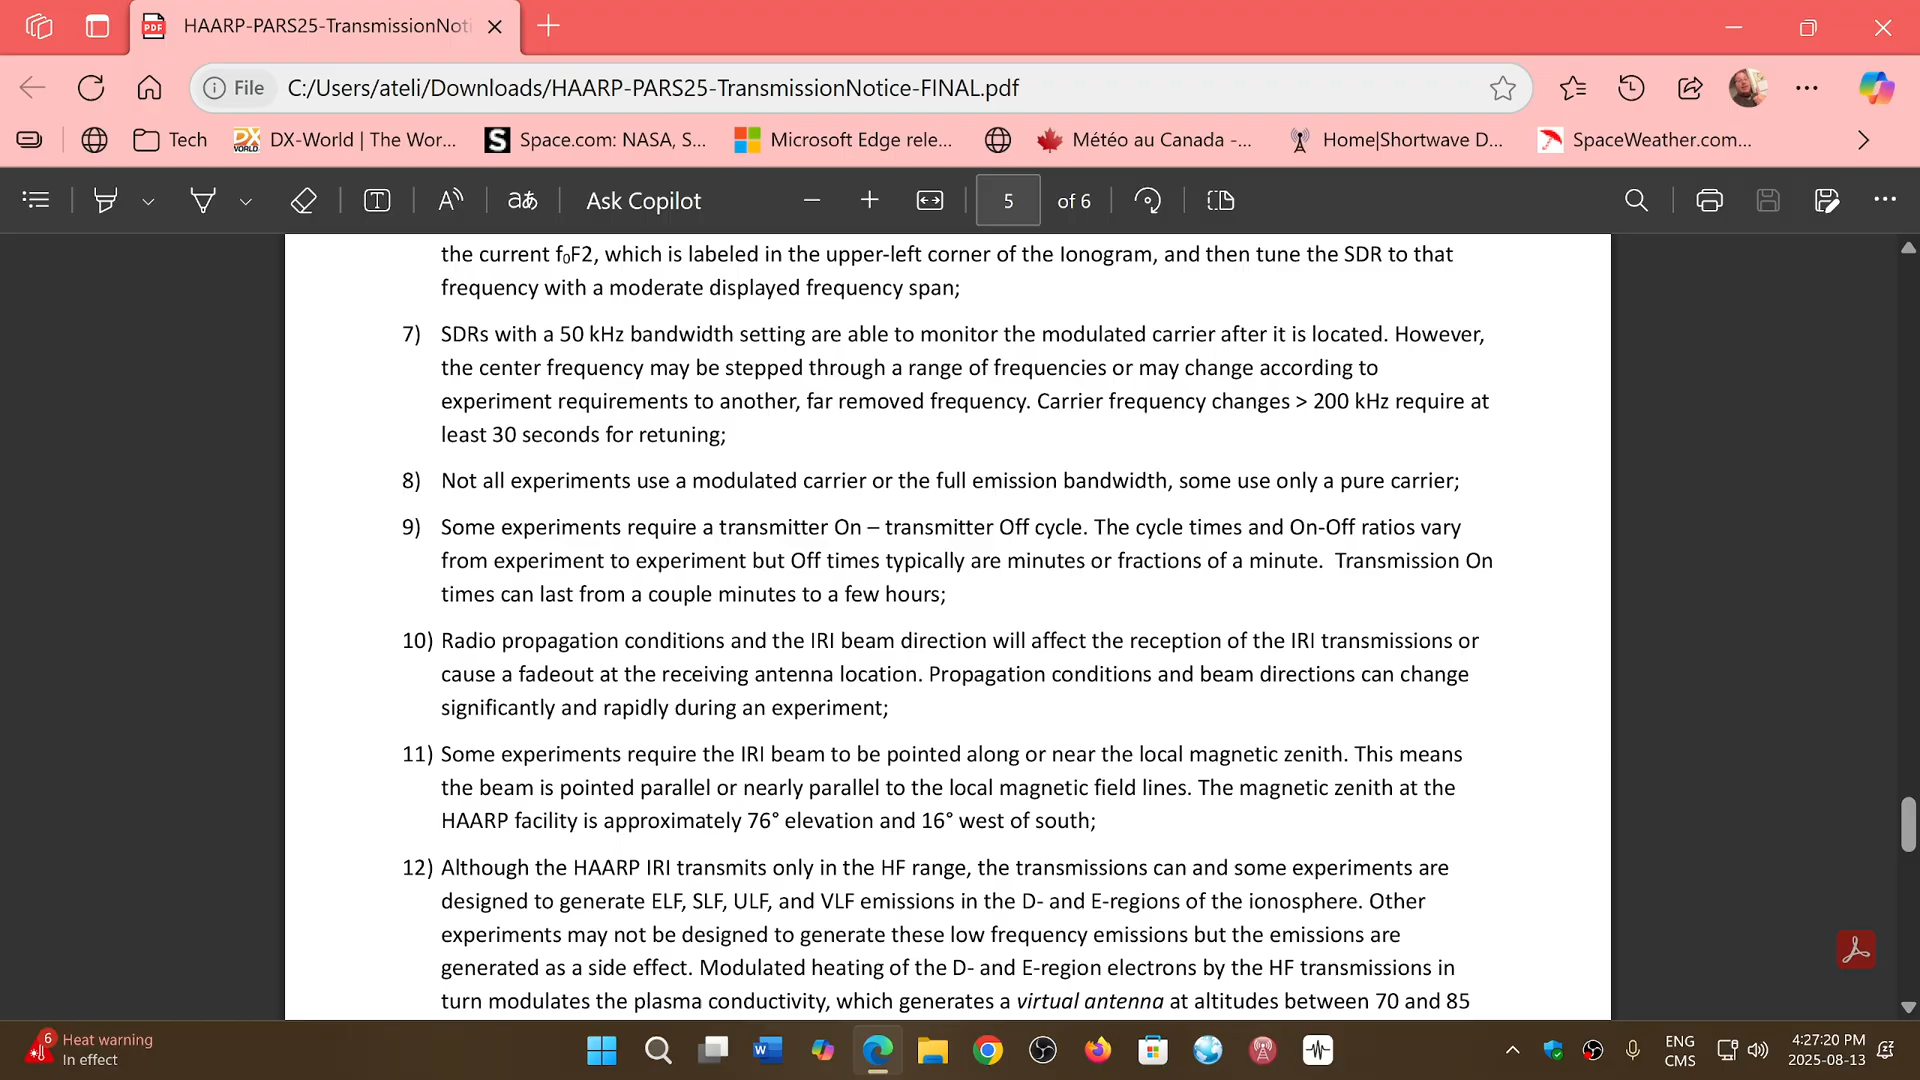 HAARP-PARS25-TransmissionNoti
File
C:/Users/ateli/Downloads/HAARP-PARS25-TransmissionNotice-FINAL.pdf
Tech
DX-World | The Wor...
Space.com: NASA, S...
Microsoft Edge rele...
Météo au Canada -...
Home|Shortwave D...
SpaceWeather.com...
Ask Copilot
5
of 6
the current f₀F2, which is labeled in the upper-left corner of the Ionogram, and then tune the SDR to that
frequency with a moderate displayed frequency span;
7) SDRs with a 50 kHz bandwidth setting are able to monitor the modulated carrier after it is located. However,
the center frequency may be stepped through a range of frequencies or may change according to
experiment requirements to another, far removed frequency. Carrier frequency changes > 200 kHz require at
least 30 seconds for retuning;
8) Not all experiments use a modulated carrier or the full emission bandwidth, some use only a pure carrier;
9) Some experiments require a transmitter On – transmitter Off cycle. The cycle times and On-Off ratios vary
from experiment to experiment but Off times typically are minutes or fractions of a minute.  Transmission On
times can last from a couple minutes to a few hours;
10) Radio propagation conditions and the IRI beam direction will affect the reception of the IRI transmissions or
cause a fadeout at the receiving antenna location. Propagation conditions and beam directions can change
significantly and rapidly during an experiment;
11) Some experiments require the IRI beam to be pointed along or near the local magnetic zenith. This means
the beam is pointed parallel or nearly parallel to the local magnetic field lines. The magnetic zenith at the
HAARP facility is approximately 76° elevation and 16° west of south;
12) Although the HAARP IRI transmits only in the HF range, the transmissions can and some experiments are
designed to generate ELF, SLF, ULF, and VLF emissions in the D- and E-regions of the ionosphere. Other
experiments may not be designed to generate these low frequency emissions but the emissions are
generated as a side effect. Modulated heating of the D- and E-region electrons by the HF transmissions in
turn modulates the plasma conductivity, which generates a virtual antenna at altitudes between 70 and 85
6
Heat warning
In effect
ENG
CMS
4:27:20 PM
2025-08-13